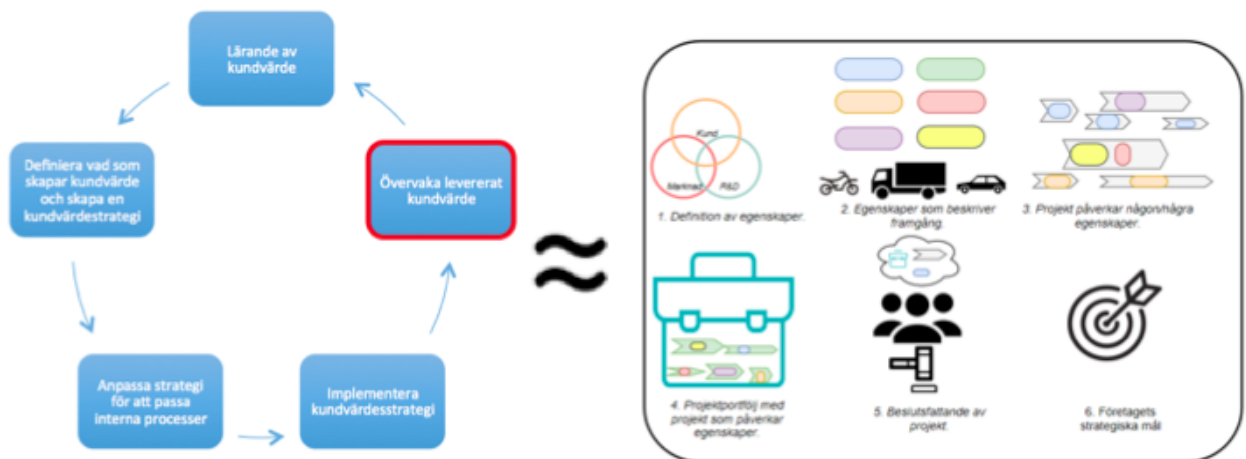 Lärande av
kundvärde
Definiera vad som
skapar kundvärde
och skapa en
kundvärdestrategi
Övervaka levererat
kundvärde
Anpassa strategi
för att passa
interna processer
Implementera
kundvärdesstrategi
≈
Kund
Marknad
R&D
1. Definition av egenskaper.
2. Egenskaper som beskriver
framgång.
3. Projekt påverkar någon/några
egenskaper.
4. Projektportfölj med
projekt som påverkar
egenskaper.
5. Beslutsfattande av
projekt.
6. Företagets
strategiska mål